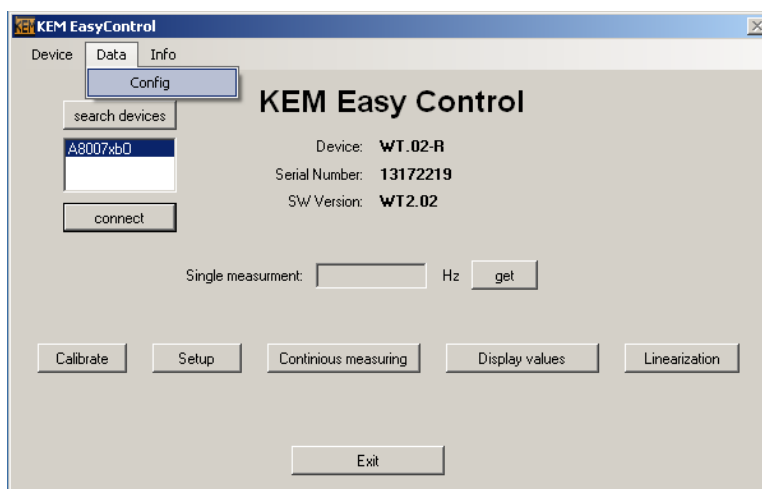 KEM EasyControl
Device Data Info
Config
KEM Easy Control
search devices
A8007xbO
Device: WT.02-R
Serial Number: 13172219
SW Version: WT2.02
connect
Single measurment: Hz get
Calibrate Setup Continious measuring Display values Linearization
Exit